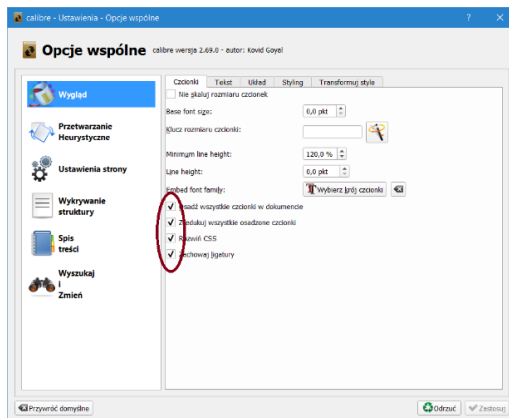 calibre - Ustawienia - Opcje wspólne
Opcje wspólne calibre wersja 2.69.0 - autor: Kovid Goyal
Wygląd
Przetwarzanie
Heurystyczne
Ustawienia strony
Wykrywanie
struktury
Spis
treści
Wyszukaj
i
Zmień
Czcionki Tekst Układ Styling Transformuj style
Nie skaluj rozmiaru czcionek
Base font size: 0,0 pkt
Klucz rozmiaru czcionki:
Minimum line height: 120,0 %
Line height: 0,0 pkt
Embed font family: Wybierz krój czcionki
Osadź wszystkie czcionki w dokumencie
Zredukuj wszystkie osadzone czcionki
Rozwiń CSS
Zachowaj ligatury
Przywróć domyślne Odrzuć Zastosuj